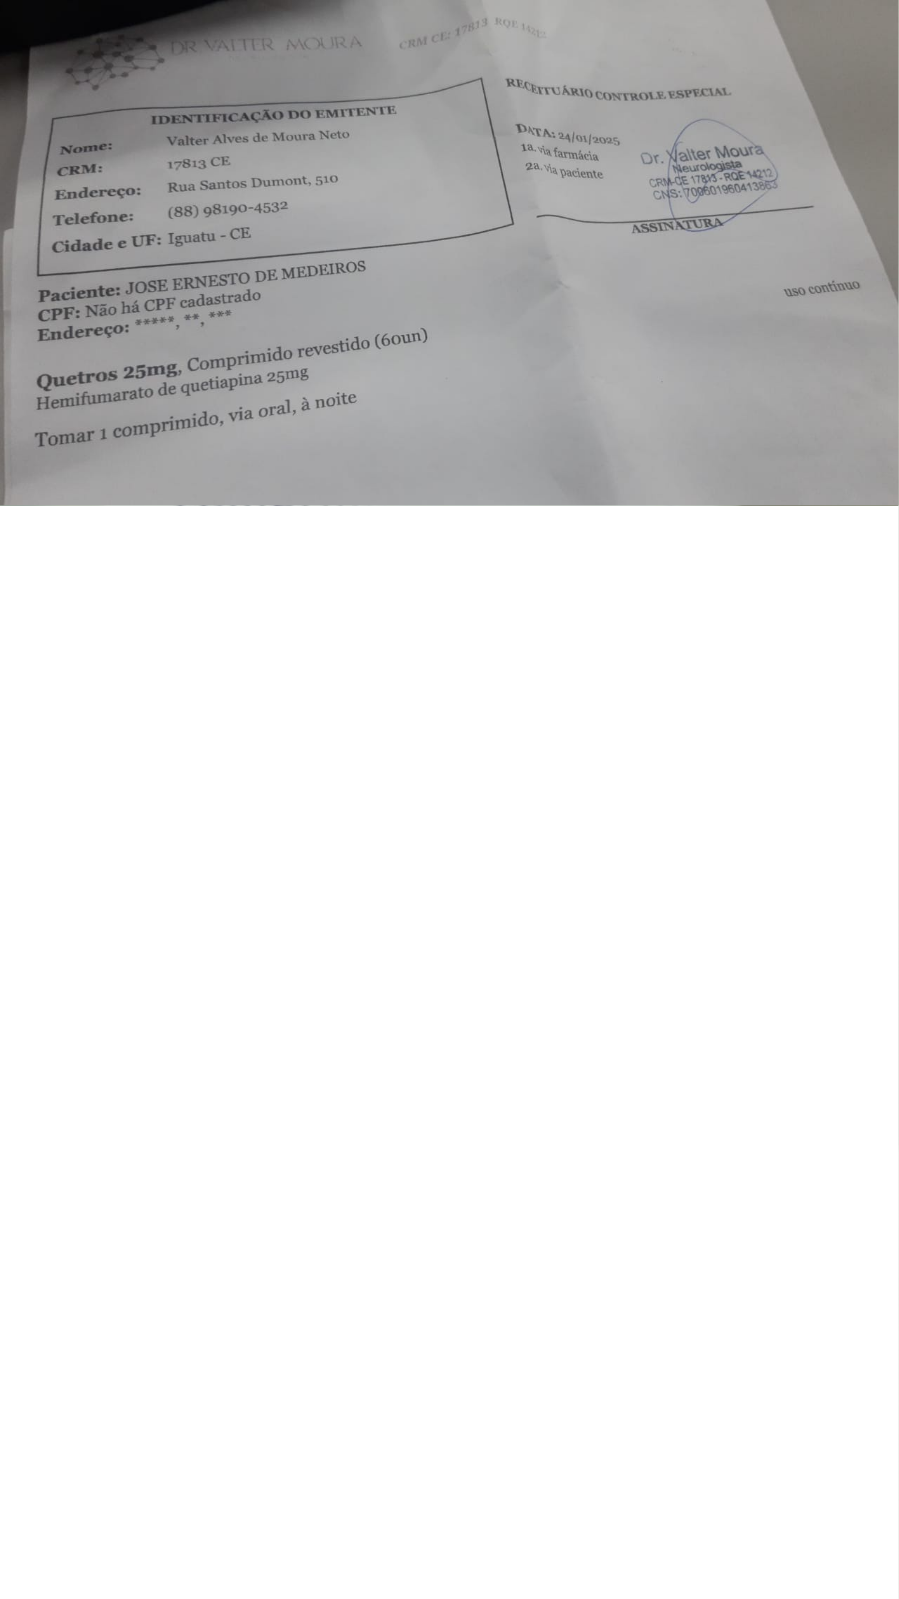 DR VALTER MOURA
CRM CE: 17813 RQE 14212
IDENTIFICAÇÃO DO EMITENTE
Nome: Valter Alves de Moura Neto
CRM: 17813 CE
Endereço: Rua Santos Dumont, 510
Telefone: (88) 98190-4532
Cidade e UF: Iguatu - CE
RECEITUÁRIO CONTROLE ESPECIAL
DATA: 24/01/2025
1a. via farmácia
2a. via paciente
Dr. Valter Moura
Neurologista
CRM-CE 17813 - RQE 14212
CNS: 
ASSINATURA
Paciente: JOSE ERNESTO DE MEDEIROS
CPF: Não há CPF cadastrado
Endereço: *****, **, ***
uso contínuo
Quetros 25mg, Comprimido revestido (60un)
Hemifumarato de quetiapina 25mg
Tomar 1 comprimido, via oral, à noite